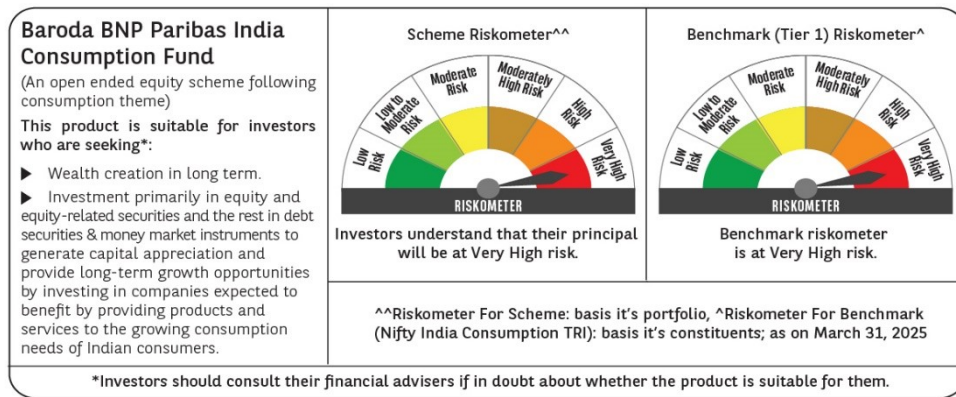 Baroda BNP Paribas India
Consumption Fund
(An open ended equity scheme following
consumption theme)
This product is suitable for investors
who are seeking*:
▶ Wealth creation in long term.
▶ Investment primarily in equity and
equity-related securities and the rest in debt
securities & money market instruments to
generate capital appreciation and
provide long-term growth opportunities
by investing in companies expected to
benefit by providing products and
services to the growing consumption
needs of Indian consumers.
Scheme Riskometer^^
Low
Risk
Low to
Moderate
Risk
Moderate
Risk
Moderately
High Risk
High
Risk
Very High
Risk
RISKOMETER
Investors understand that their principal
will be at Very High risk.
Benchmark (Tier 1) Riskometer^
Low
Risk
Low to
Moderate
Risk
Moderate
Risk
Moderately
High Risk
High
Risk
Very High
Risk
RISKOMETER
Benchmark riskometer
is at Very High risk.
^^Riskometer For Scheme: basis it's portfolio, ^Riskometer For Benchmark
(Nifty India Consumption TRI): basis it's constituents; as on March 31, 2025
*Investors should consult their financial advisers if in doubt about whether the product is suitable for them.